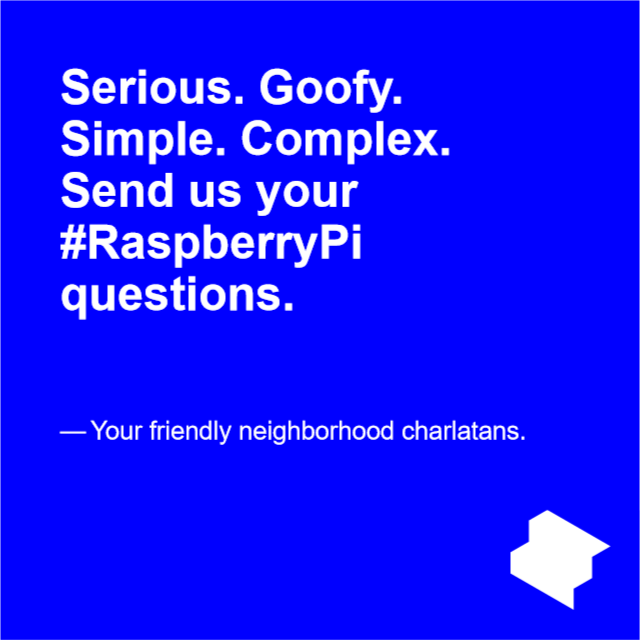 Serious. Goofy.
Simple. Complex.
Send us your
#RaspberryPi
questions.
— Your friendly neighborhood charlatans.